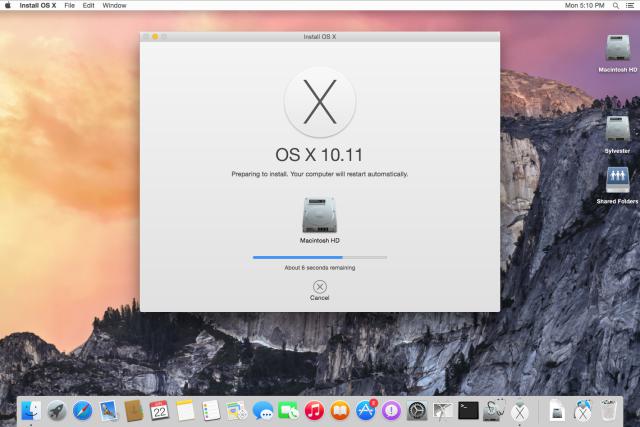 Install OS X File Edit Window Mon 5:10 PM
Install OS X
Macintosh HD
OS X 10.11
Preparing to install. Your computer will restart automatically.
Sylvester
Shared Folders
Macintosh HD
About 6 seconds remaining
Cancel
22